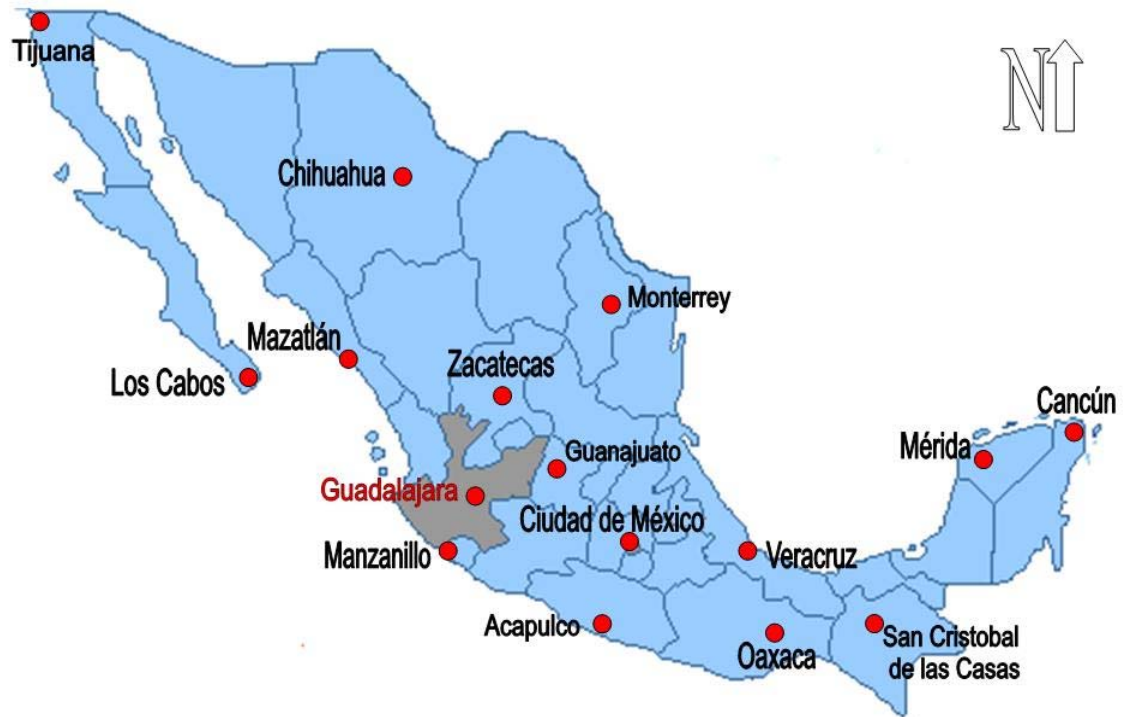 Tijuana
N
Chihuahua
Monterrey
Mazatlán
Zacatecas
Los Cabos
Cancún
Mérida
Guanajuato
Guadalajara
Ciudad de México
Manzanillo
Veracruz
Acapulco
Oaxaca
San Cristobal
de las Casas